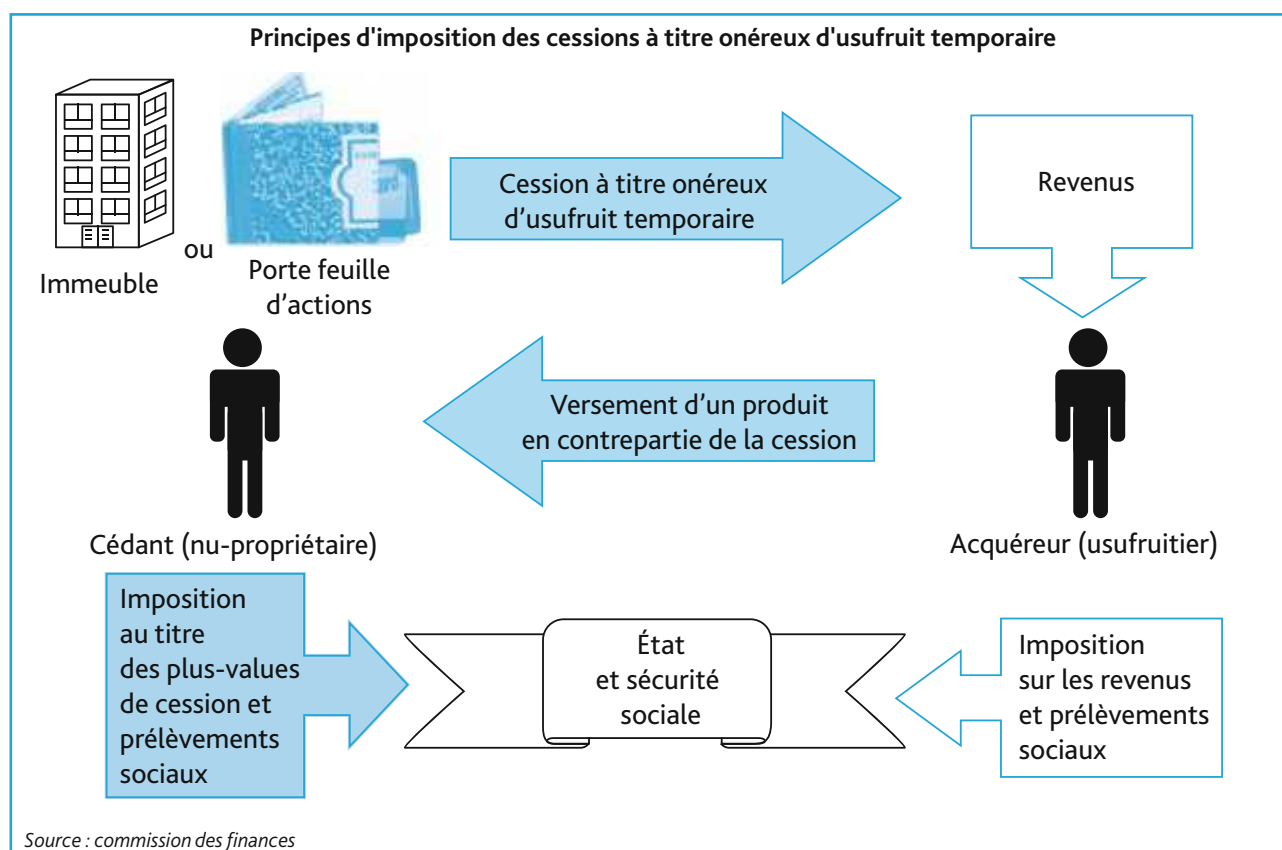 Principes d'imposition des cessions à titre onéreux d'usufruit temporaire
Immeuble
ou
Porte feuille
d'actions
Cession à titre onéreux
d'usufruit temporaire
Revenus
Versement d'un produit
en contrepartie de la cession
Cédant (nu-propriétaire)
Acquéreur (usufruitier)
Imposition
au titre
des plus-values
de cession et
prélèvements
sociaux
État
et sécurité
sociale
Imposition
sur les revenus
et prélèvements
sociaux
Source : commission des finances